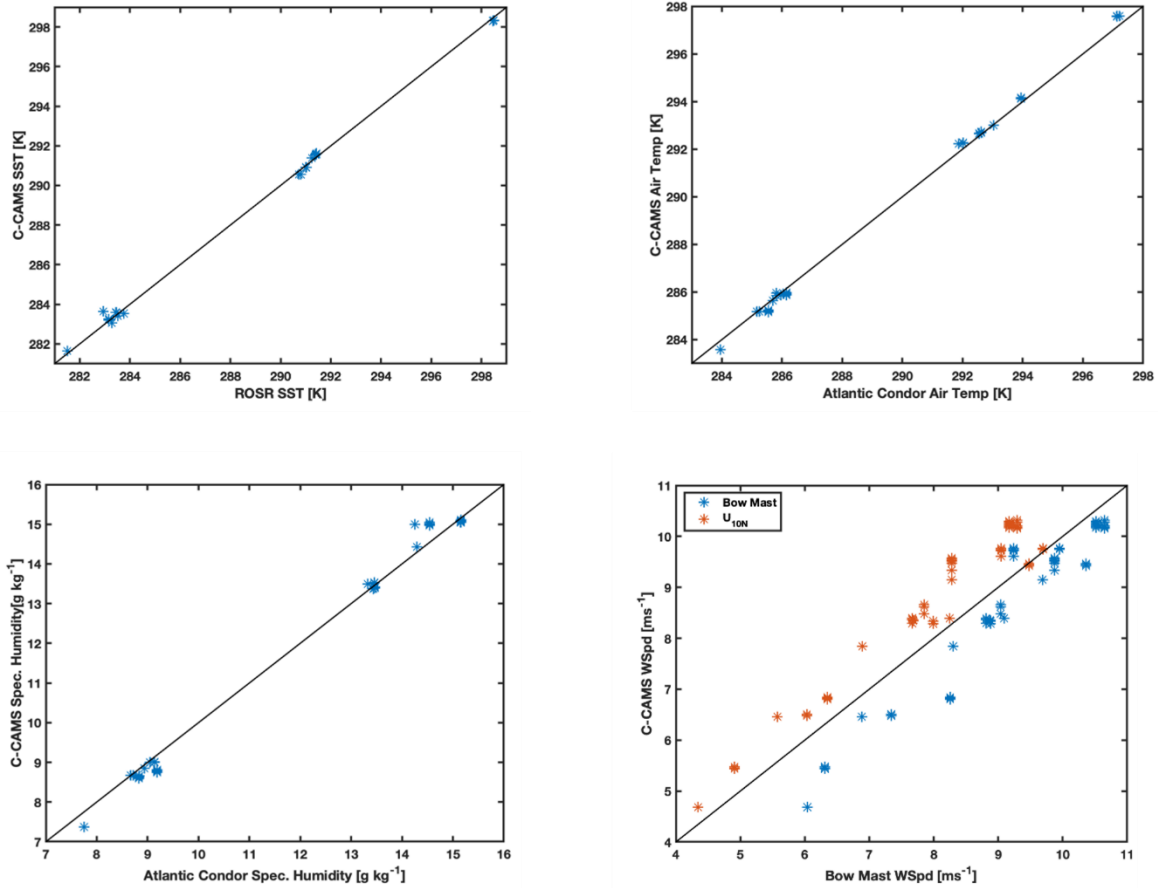 298
296
294
292
290
288
286
284
282
C-CAMS SST [K]
282 284 286 288 290 292 294 296 298
ROSR SST [K]
298
296
294
292
290
288
286
284
C-CAMS Air Temp [K]
284 286 288 290 292 294 296 298
Atlantic Condor Air Temp [K]
16
15
14
13
12
11
10
9
8
7
C-CAMS Spec. Humidity[g kg-1]
7 8 9 10 11 12 13 14 15 16
Atlantic Condor Spec. Humidity [g kg-1]
Bow Mast
U10N
11
10
9
8
7
6
5
4
C-CAMS WSpd [ms-1]
4 5 6 7 8 9 10 11
Bow Mast WSpd [ms-1]